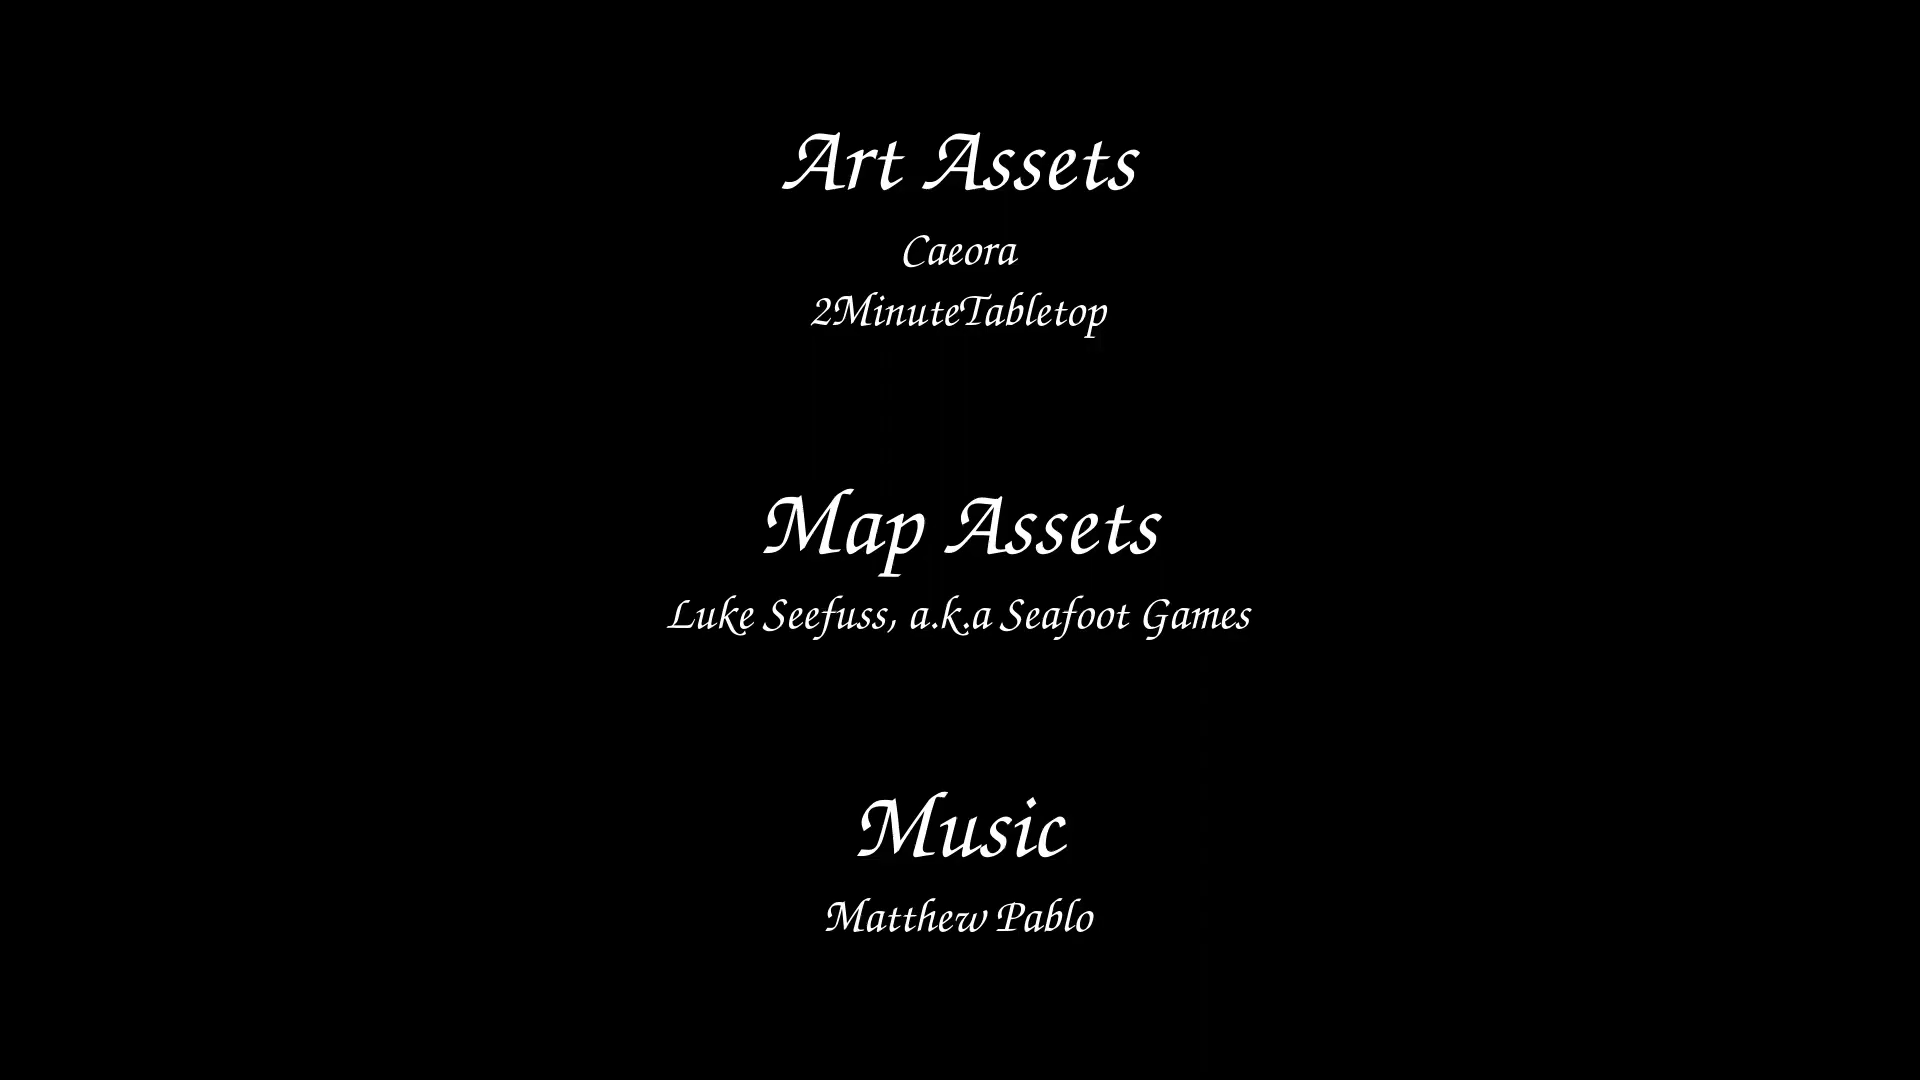 Art Assets
Caeora
2MinuteTabletop
Map Assets
Luke Seefuss, a.k.a Seafoot Games
Music
Matthew Pablo